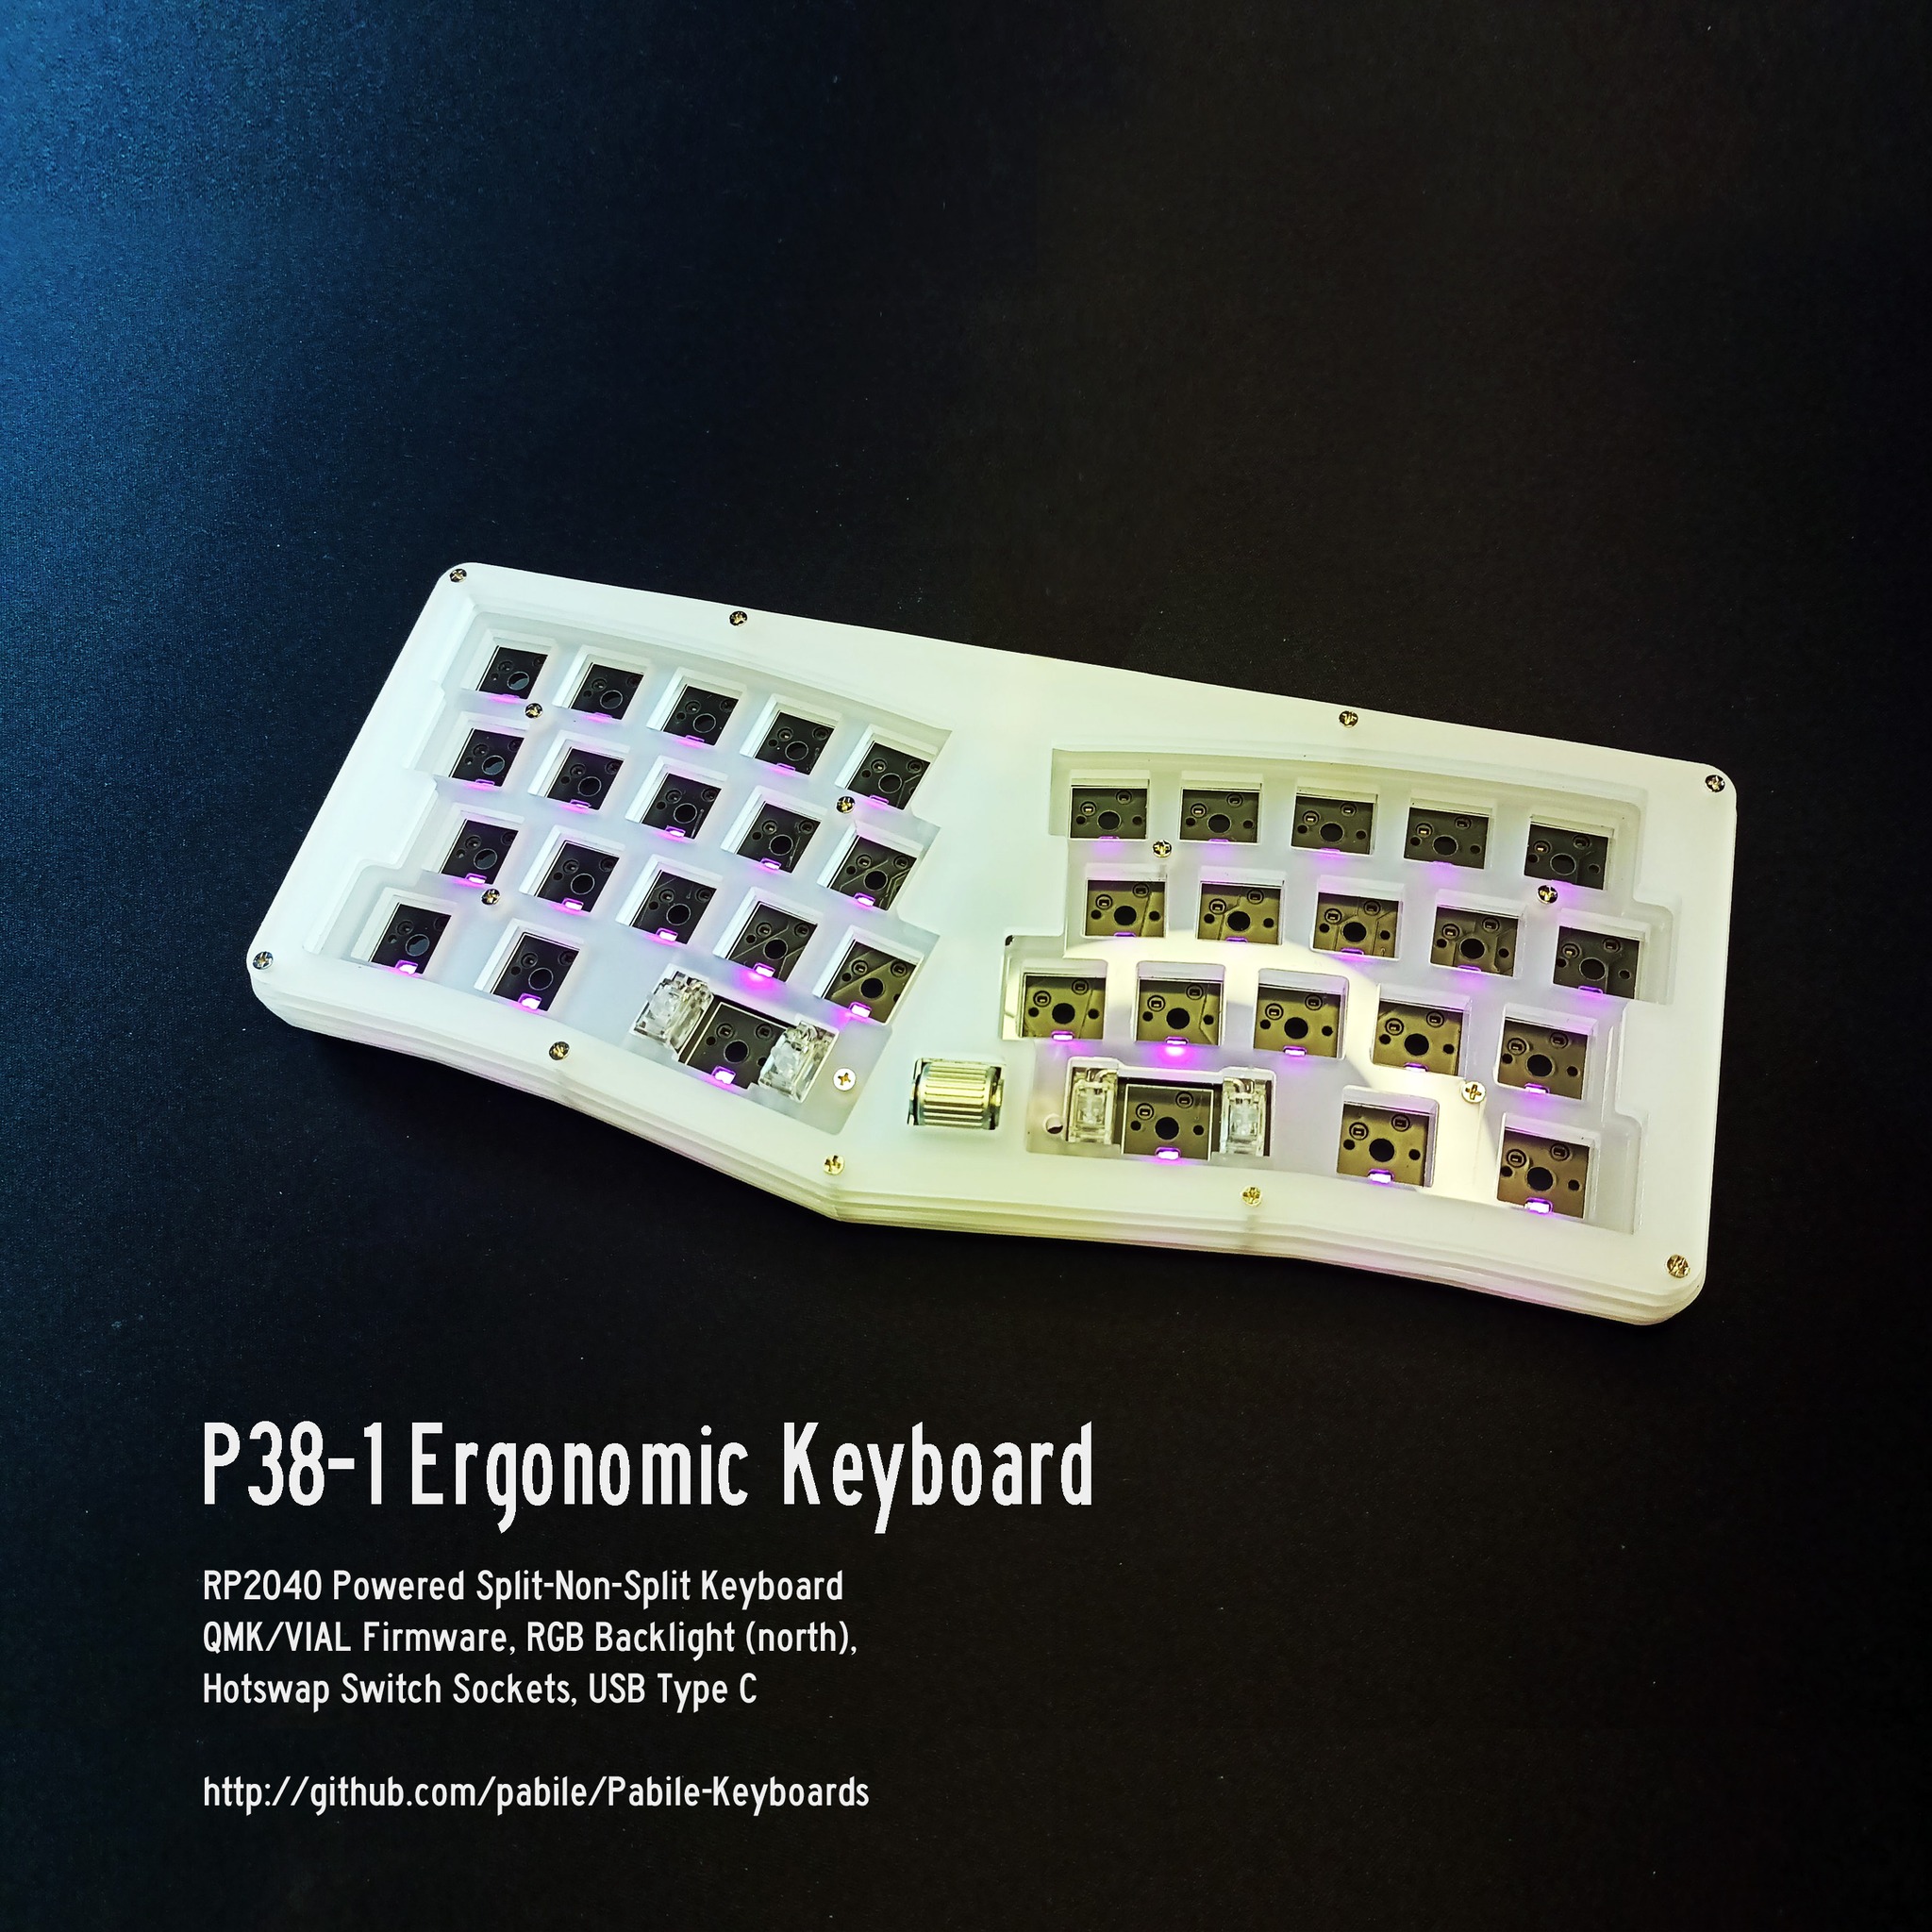 P38-1 Ergonomic Keyboard
RP2040 Powered Split-Non-Split Keyboard
QMK/VIAL Firmware, RGB Backlight (north),
Hotswap Switch Sockets, USB Type C
http://github.com/pabile/Pabile-Keyboards